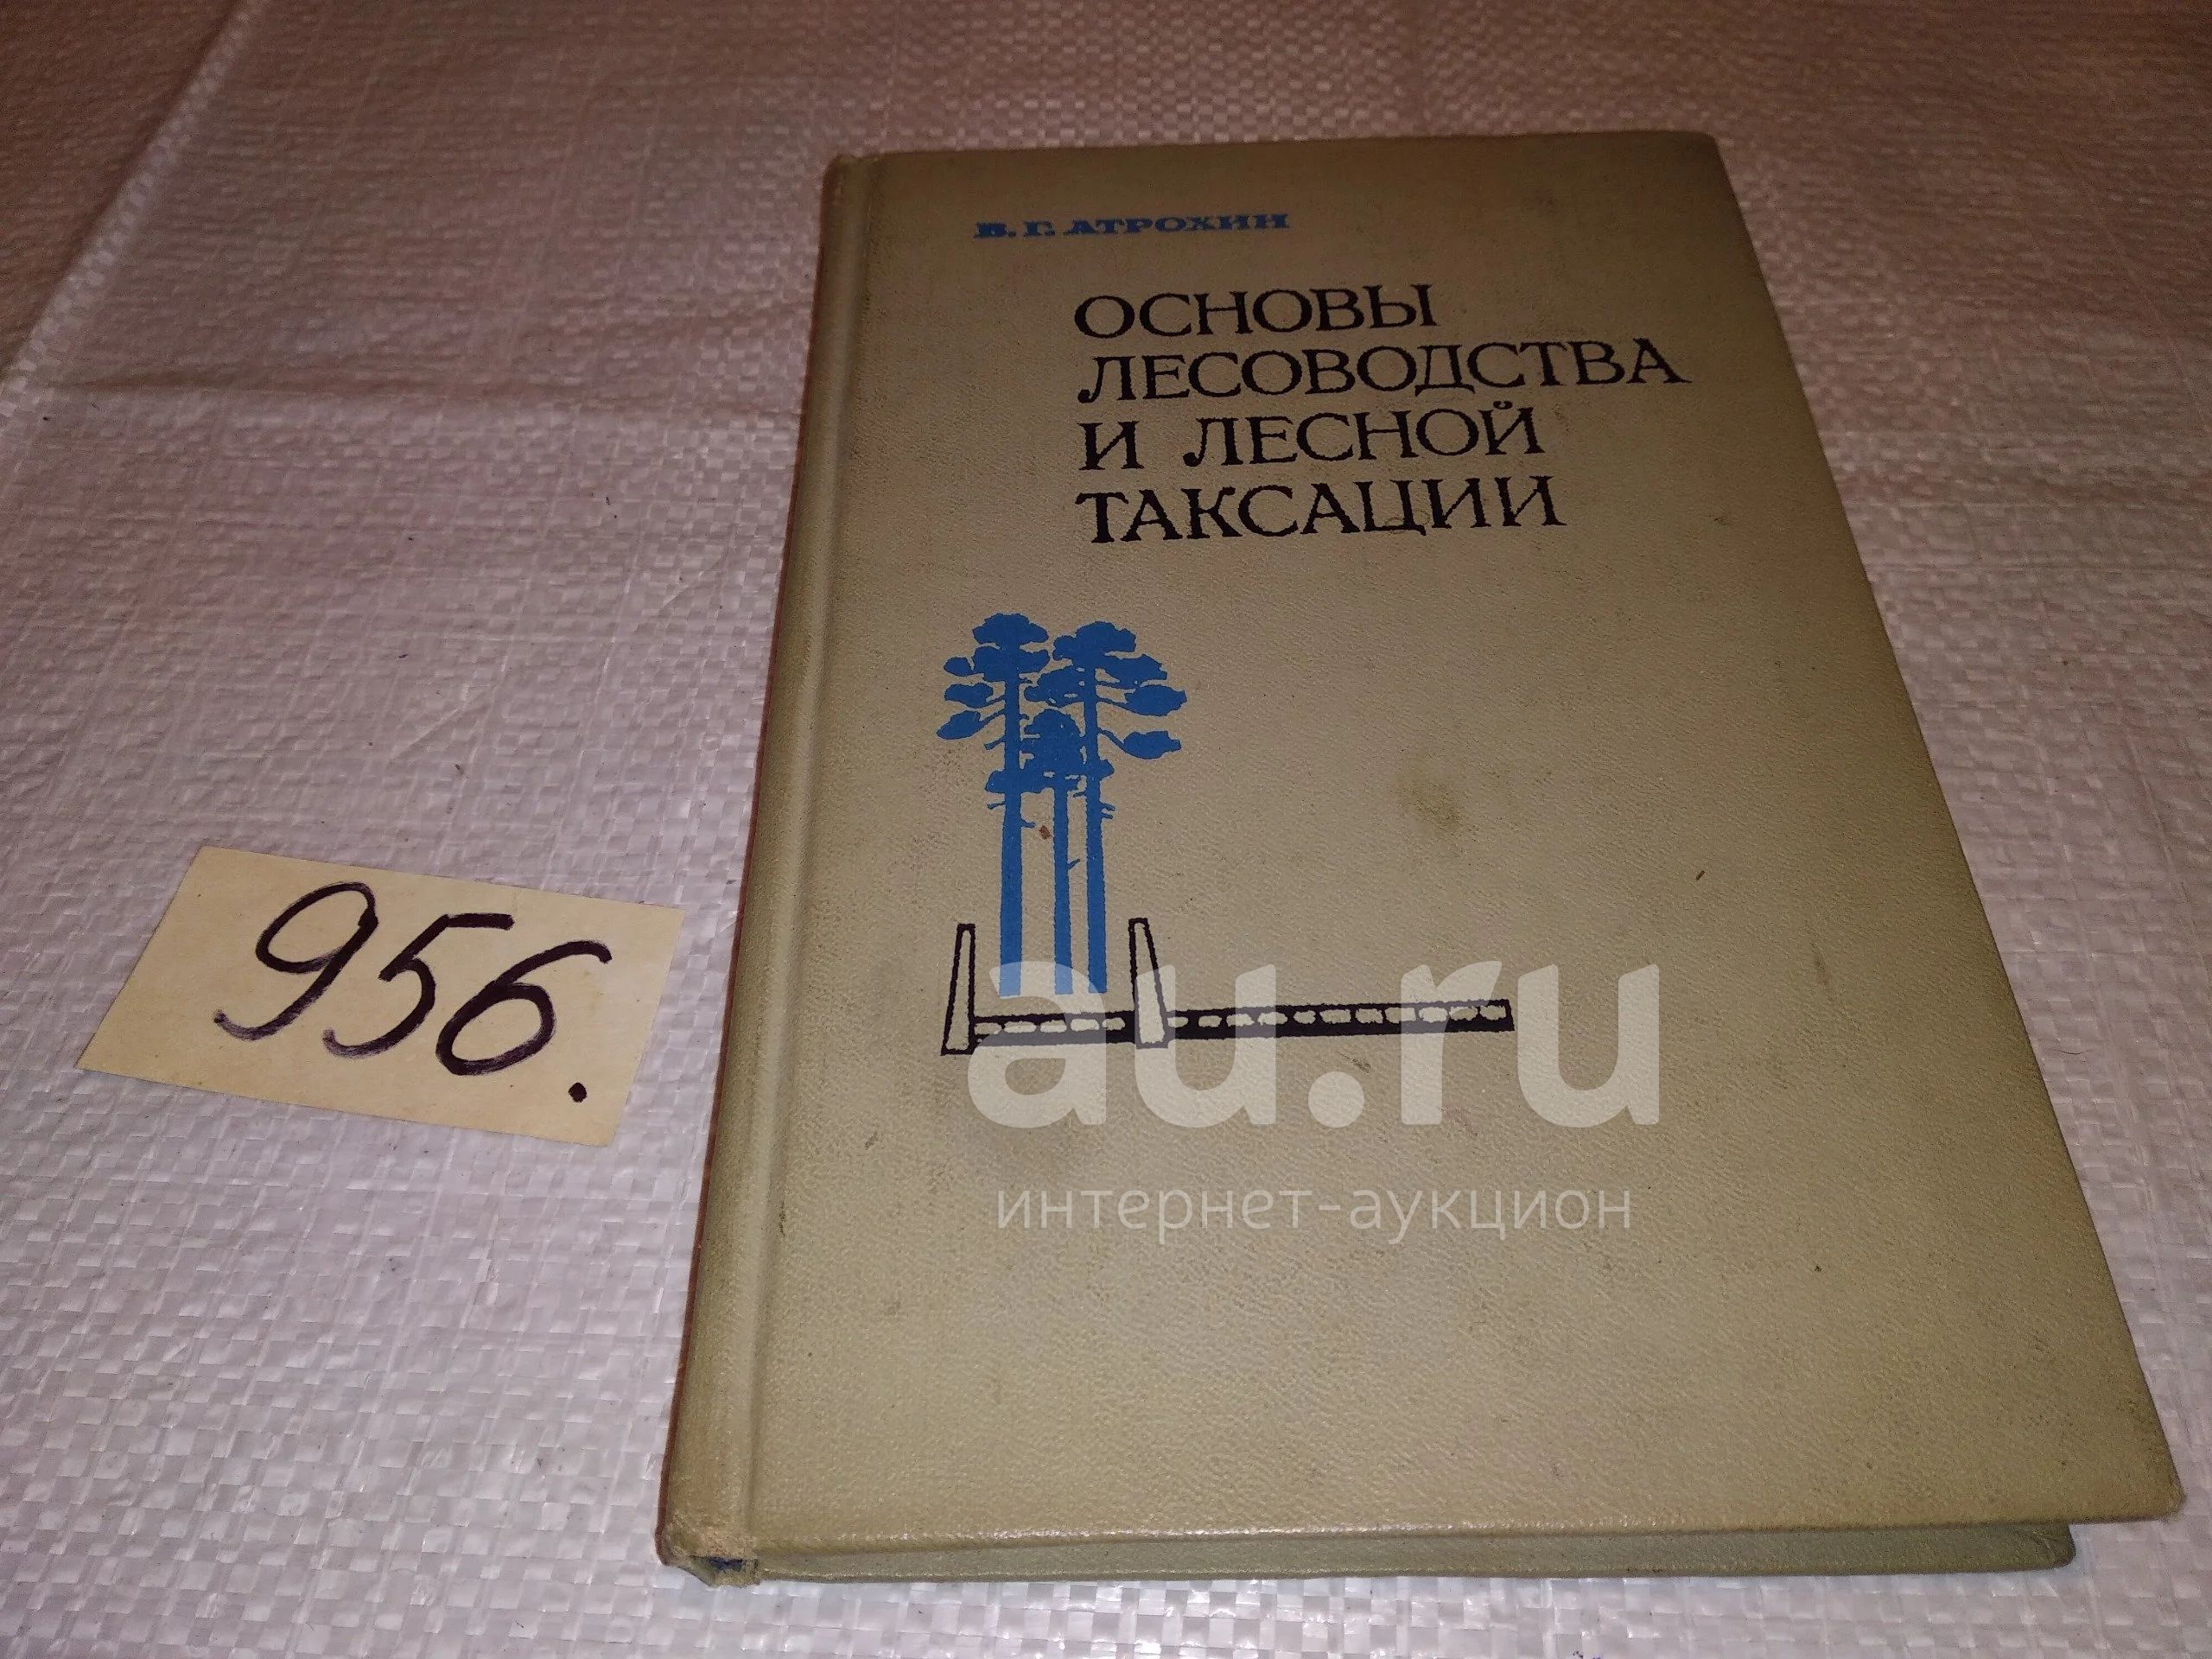 В. Г. АТРОХИН
ОСНОВЫ
ЛЕСОВОДСТВА
И ЛЕСНОЙ
ТАКСАЦИИ
956.
au.ru
интернет-аукцион